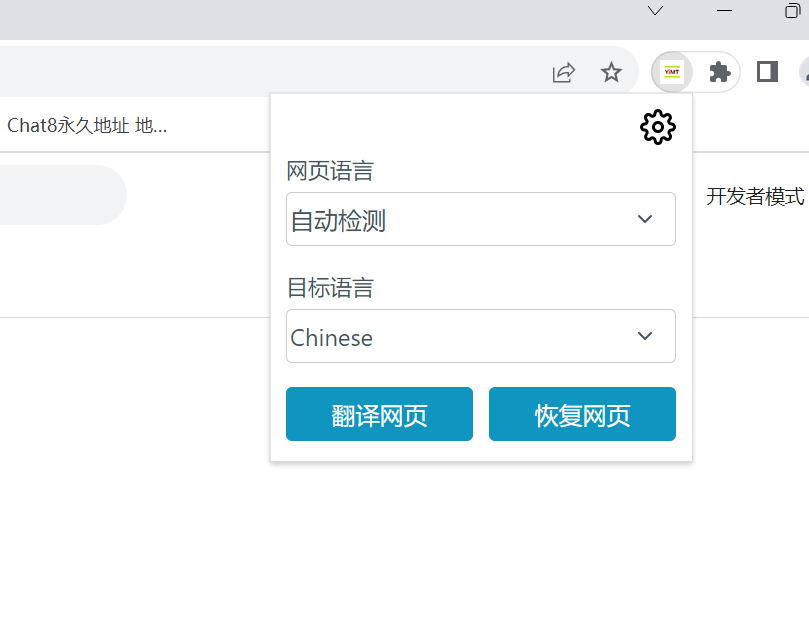 YiMT
Chat8永久地址 地...
网页语言
自动检测
开发者模式
目标语言
Chinese
翻译网页 恢复网页